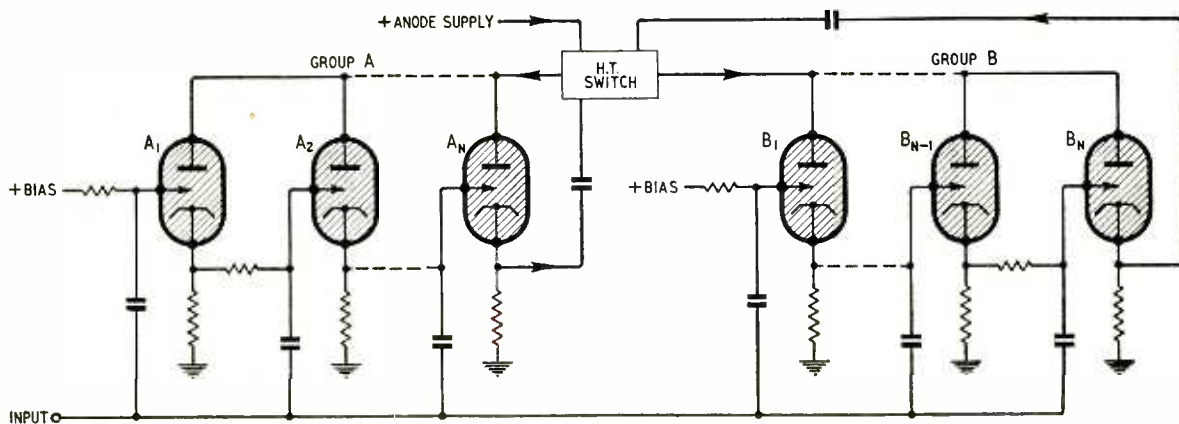 + ANODE SUPPLY
GROUP A
H.T.
SWITCH
GROUP B
A1
A2
AN
B1
BN-1
BN
+BIAS
+BIAS
INPUT